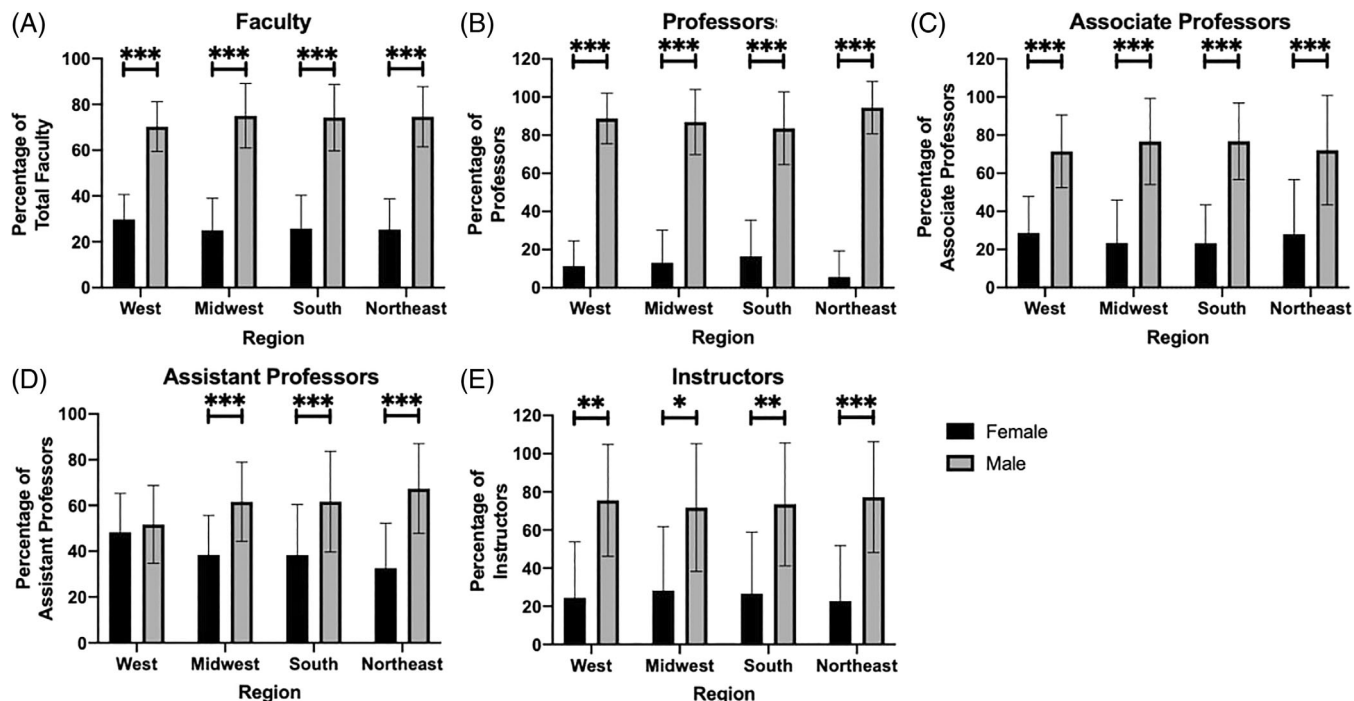 (A)
Faculty
Percentage of
Total Faculty
100
80
60
40
20
0
***
***
***
***
West
Midwest
South
Northeast
Region
(B)
Professors
Percentage of
Professors
120
100
80
60
40
20
0
***
***
***
***
West
Midwest
South
Northeast
Region
(C)
Associate Professors
Percentage of
Associate Professors
120
100
80
60
40
20
0
***
***
***
***
West
Midwest
South
Northeast
Region
(D)
Assistant Professors
Percentage of
Assistant Professors
100
80
60
40
20
0
***
***
***
West
Midwest
South
Northeast
Region
(E)
Instructors
Percentage of
Instructors
120
100
80
60
40
20
0
**
*
**
***
West
Midwest
South
Northeast
Region
Female
Male